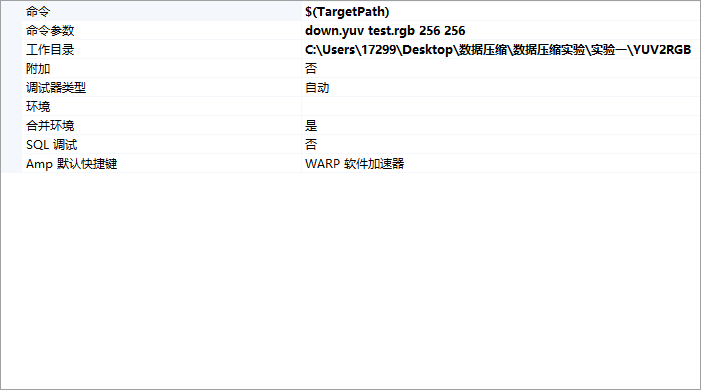 命令 $(TargetPath)
命令参数 down.yuv test.rgb 256 256
工作目录 C:\Users\17299\Desktop\数据压缩\数据压缩实验\实验一\YUV2RGB
附加 否
调试器类型 自动
环境
合并环境 是
SQL 调试 否
Amp 默认快捷键 WARP 软件加速器